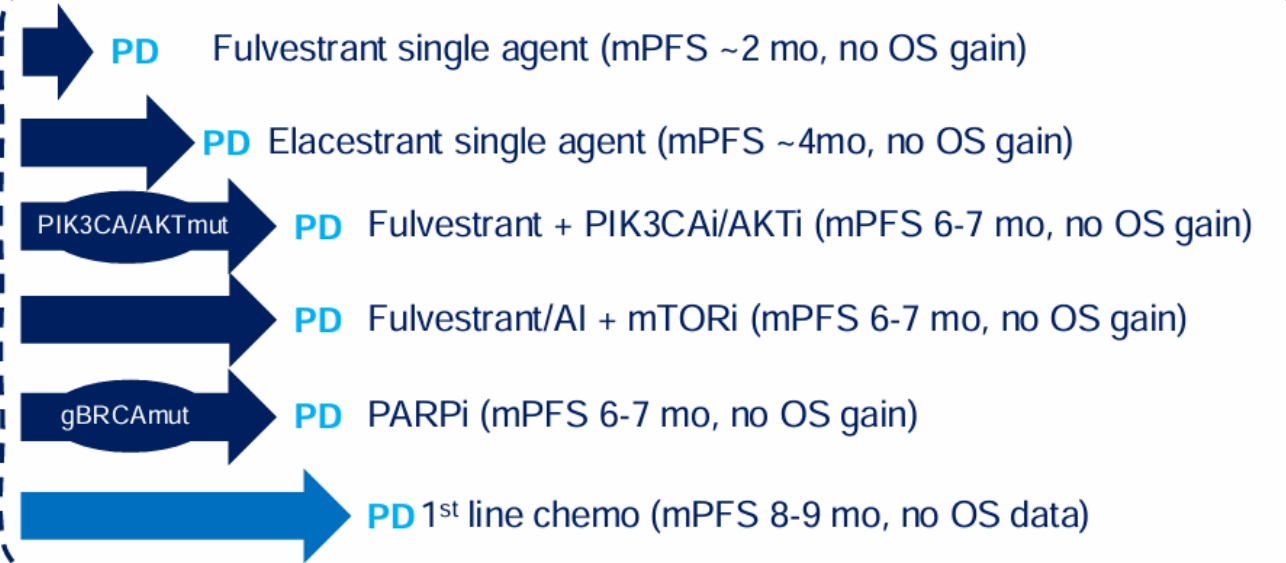 PD Fulvestrant single agent (mPFS ~2 mo, no OS gain)
PD Elacestrant single agent (mPFS ~4mo, no OS gain)
PIK3CA/AKTmut PD Fulvestrant + PIK3CAi/AKTi (mPFS 6-7 mo, no OS gain)
PD Fulvestrant/AI + mTORi (mPFS 6-7 mo, no OS gain)
gBRCAmut PD PARPi (mPFS 6-7 mo, no OS gain)
PD 1st line chemo (mPFS 8-9 mo, no OS data)